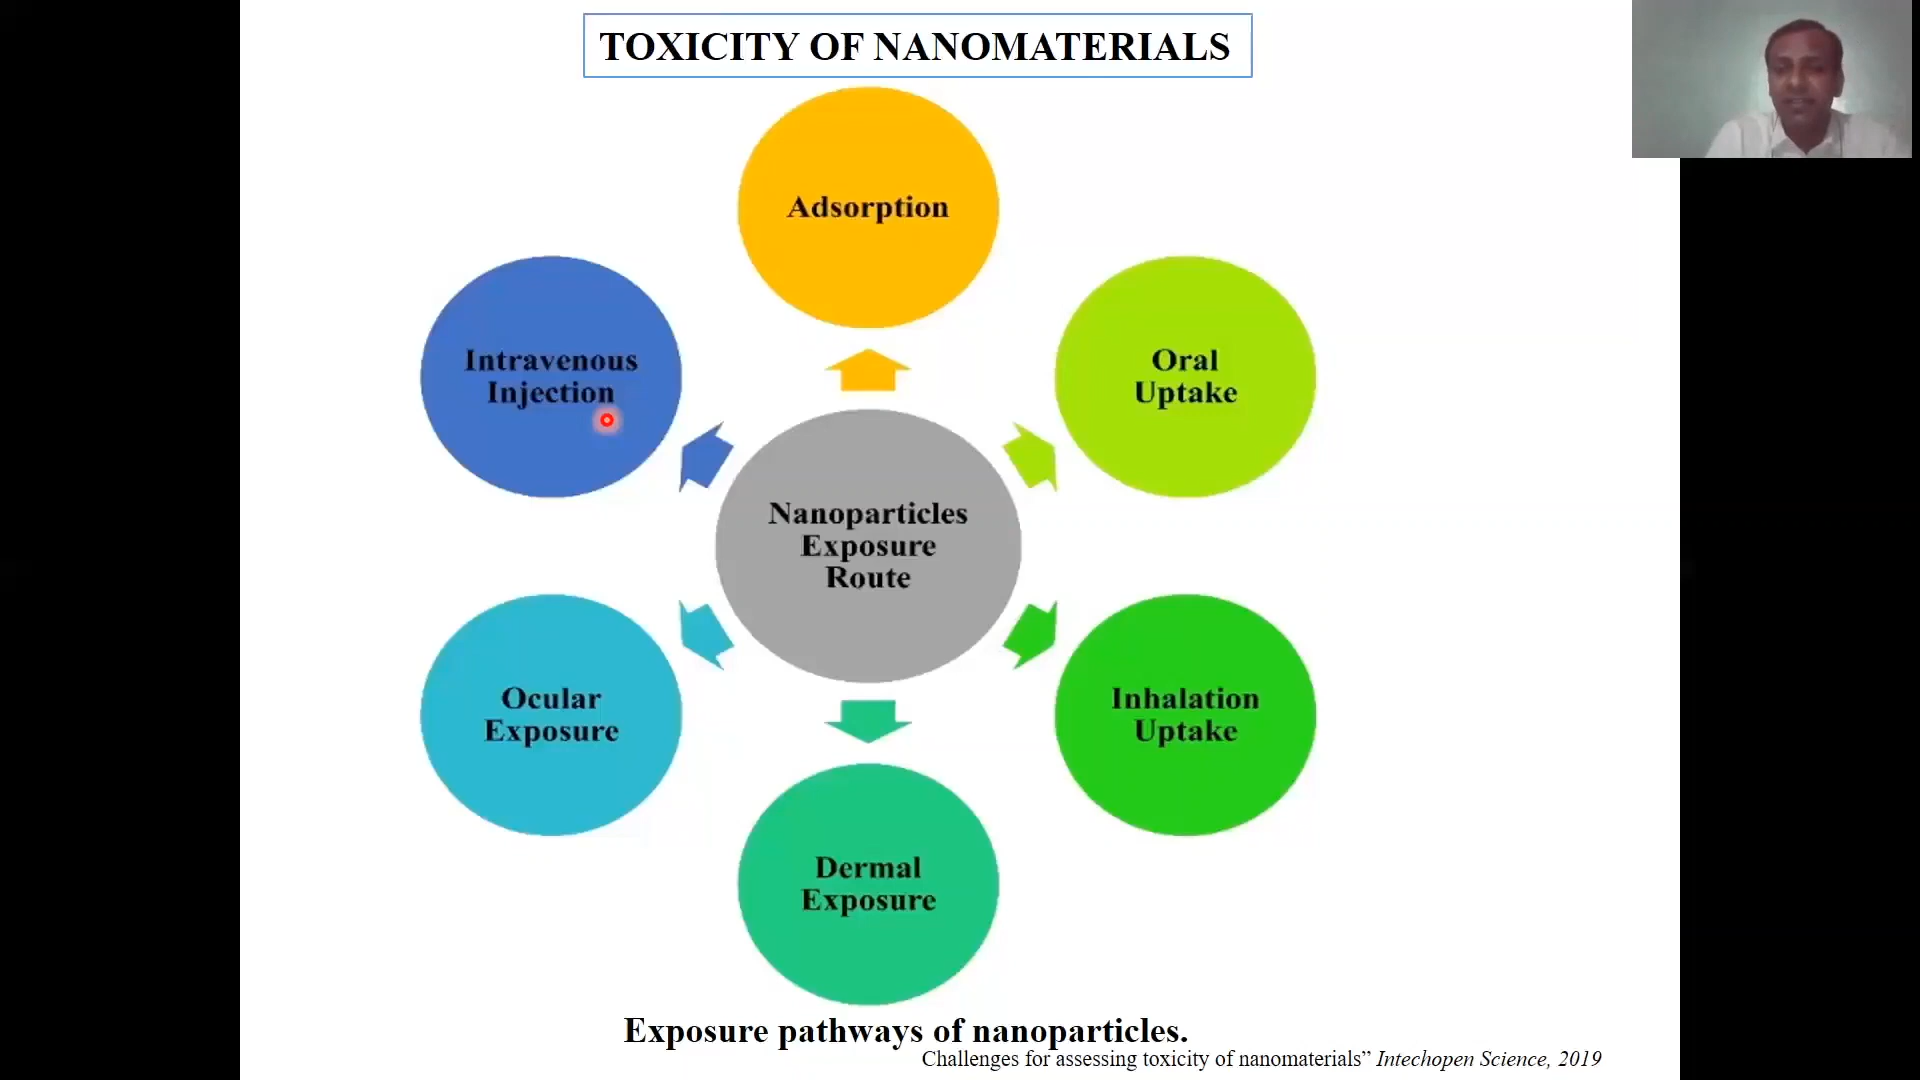 TOXICITY OF NANOMATERIALS
Adsorption
Intravenous
Injection
Oral
Uptake
Nanoparticles
Exposure
Route
Ocular
Exposure
Inhalation
Uptake
Dermal
Exposure
Exposure pathways of nanoparticles.
Challenges for assessing toxicity of nanomaterials” Intechopen Science, 2019